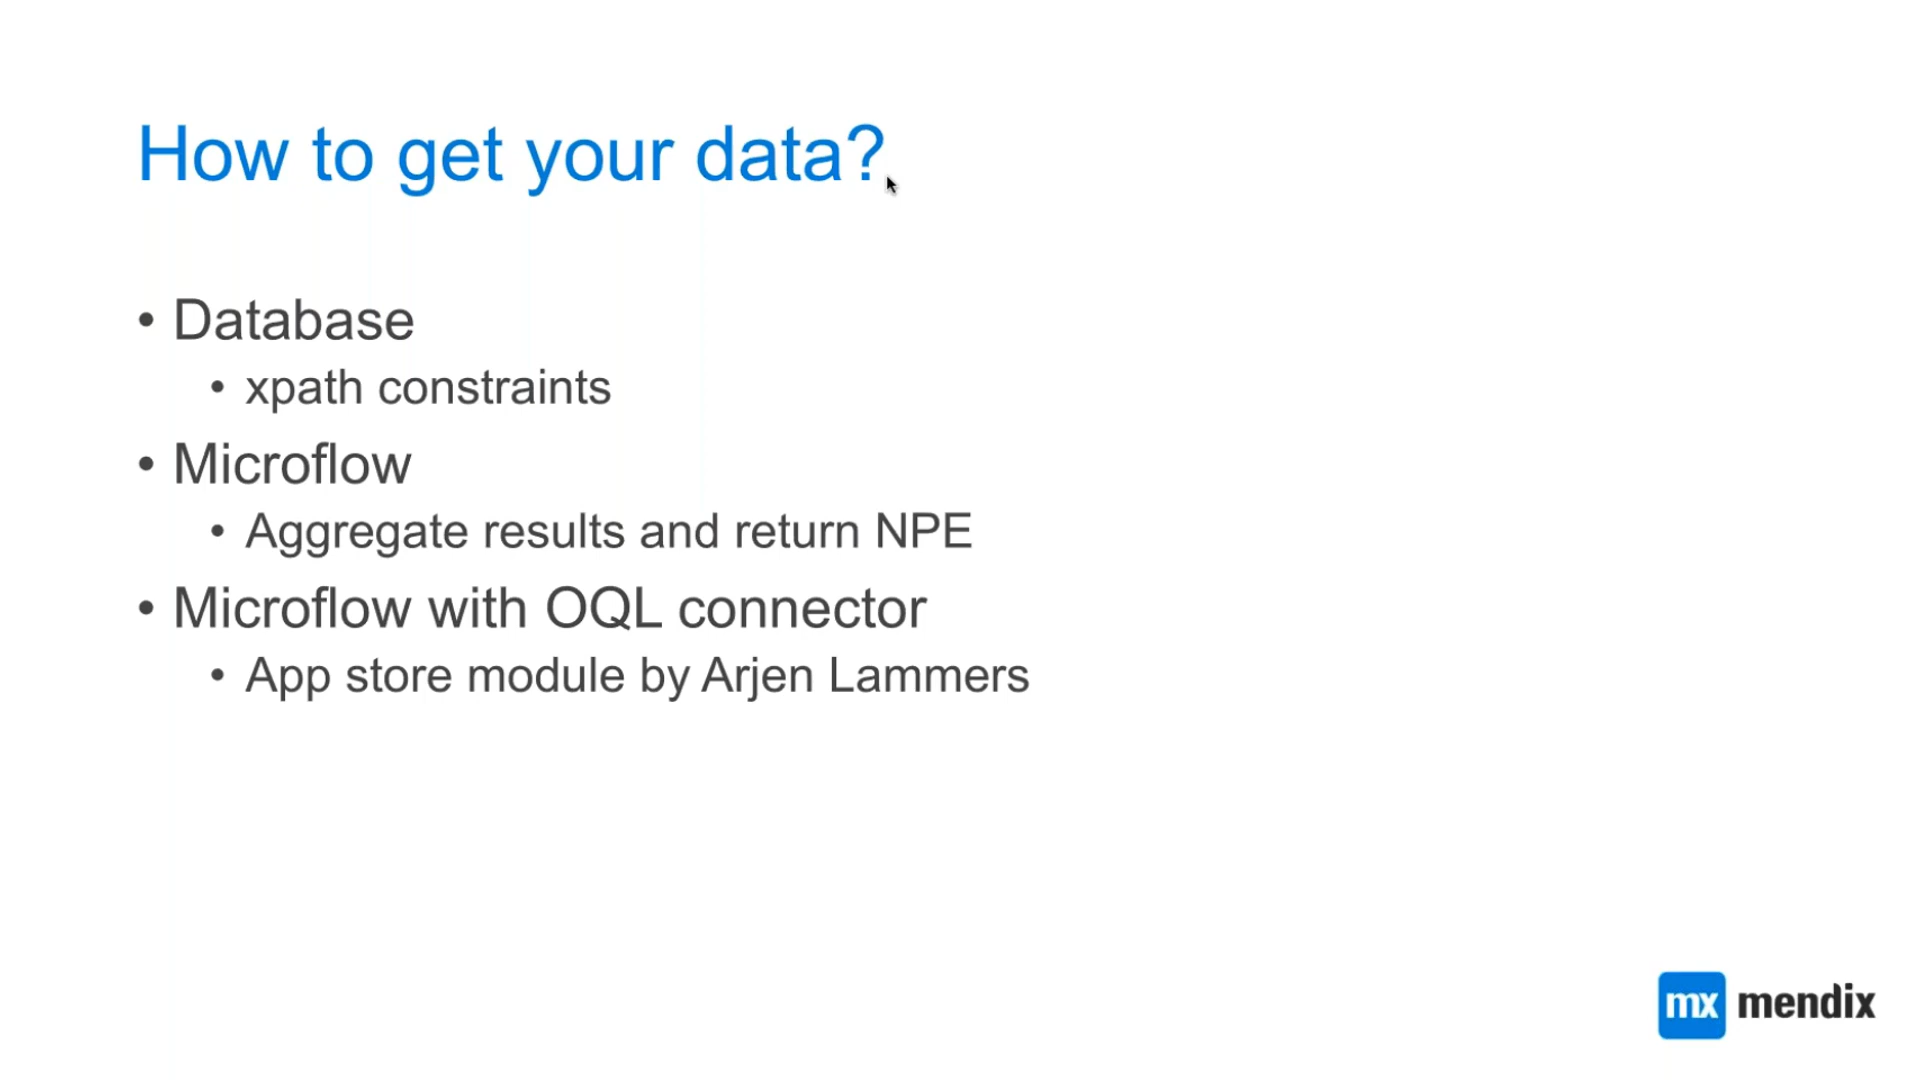 How to get your data?
• Database
• xpath constraints
• Microflow
• Aggregate results and return NPE
• Microflow with OQL connector
• App store module by Arjen Lammers
mx mendix